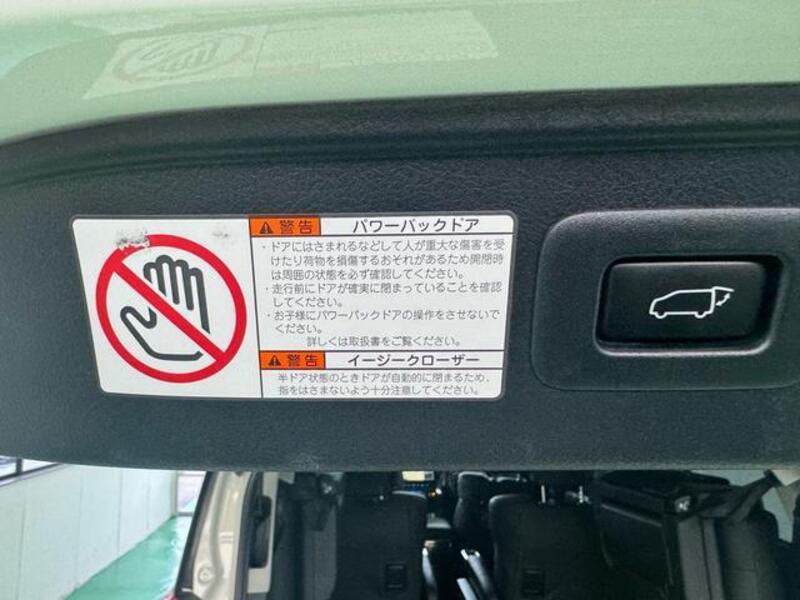 警告 パワーバックドア
・ドアにはさまれるなどして人が重大な傷害を受
けたり荷物を損傷するおそれがあるため開閉時
は周囲の状態を必ず確認してください。
・走行前にドアが確実に閉まっていることを確認
してください。
・お子様にパワーバックドアの操作をさせないで
ください。
詳しくは取扱書をご覧ください。
警告 イージークローザー
半ドア状態のときドアが自動的に閉まるため、
指をはさまないよう十分注意してください。